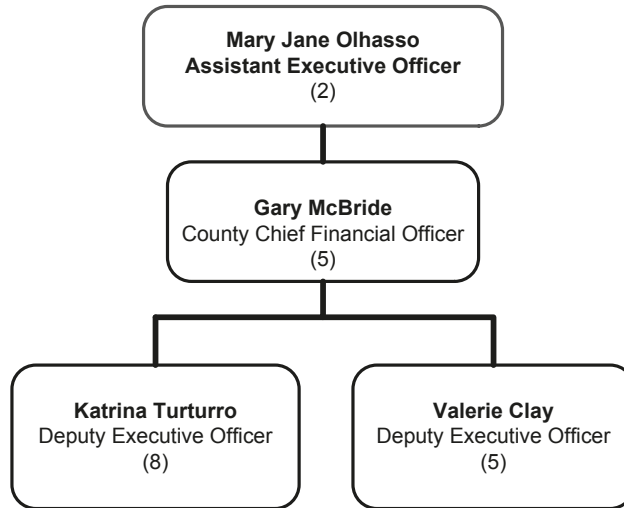 Mary Jane Olhasso
Assistant Executive Officer
(2)
Gary McBride
County Chief Financial Officer
(5)
Katrina Turturro
Deputy Executive Officer
(8)
Valerie Clay
Deputy Executive Officer
(5)